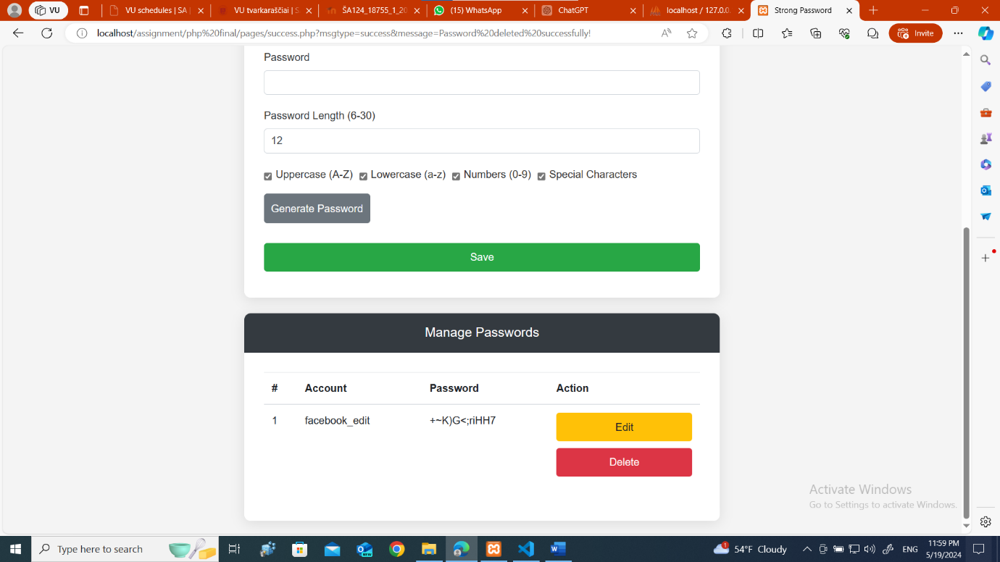 VU
VU schedules | SA |
VU tvarkaraščiai | S
ŠA124_18755_1_20
(15) WhatsApp
ChatGPT
localhost / 127.0.0.
Strong Password
localhost/assignment/php%20final/pages/success.php?msgtype=success&message=Password%20deleted%20successfully!
Invite
Password
Password Length (6-30)
12
Uppercase (A-Z) Lowercase (a-z) Numbers (0-9) Special Characters
Generate Password
Save
Manage Passwords
# Account Password Action
1 facebook_edit +~K)G<;riHH7 Edit
Delete
Activate Windows
Go to Settings to activate Windows.
Type here to search
NEW
1 54°F Cloudy
ENG
11:59 PM
5/19/2024